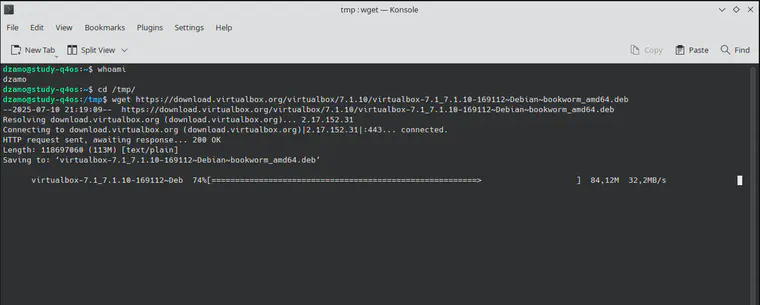 tmp : wget — Konsole
File Edit View Bookmarks Plugins Settings Help
New Tab Split View Copy Paste Find
dzamo@study-q4os:~$ whoami
dzamo
dzamo@study-q4os:~$ cd /tmp/
dzamo@study-q4os:/tmp$ wget https://download.virtualbox.org/virtualbox/7.1.10/virtualbox-7.1_7.1.10-169112~Debian~bookworm_amd64.deb
--2025-07-10 21:19:09-- https://download.virtualbox.org/virtualbox/7.1.10/virtualbox-7.1_7.1.10-169112~Debian~bookworm_amd64.deb
Resolving download.virtualbox.org (download.virtualbox.org)... 2.17.152.31
Connecting to download.virtualbox.org (download.virtualbox.org)|2.17.152.31|:443... connected.
HTTP request sent, awaiting response... 200 OK
Length: 118697060 (113M) [text/plain]
Saving to: ‘virtualbox-7.1_7.1.10-169112~Debian~bookworm_amd64.deb’
virtualbox-7.1_7.1.10-169112~Deb 74%[========================================================> ] 84,12M 32,2MB/s